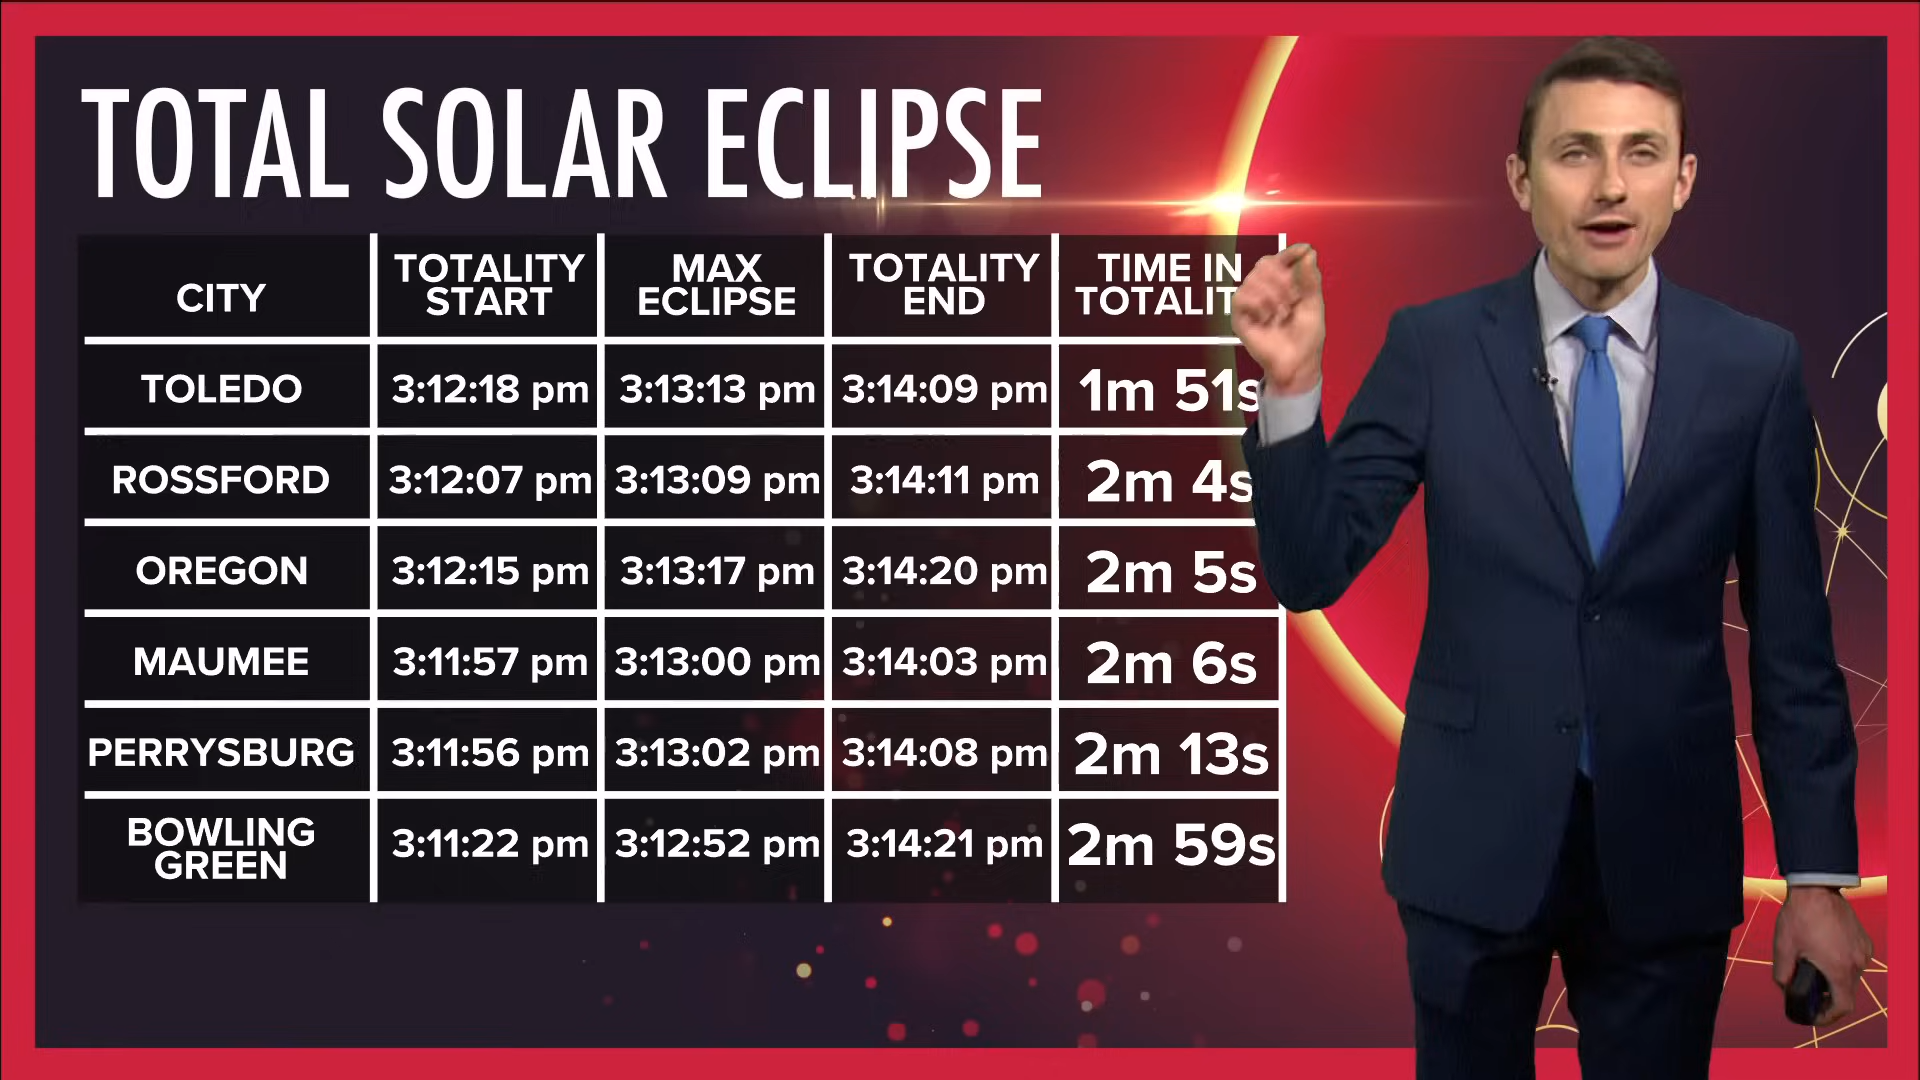 TOTAL SOLAR ECLIPSE
CITY TOTALITY START MAX ECLIPSE TOTALITY END TIME IN TOTALIT
TOLEDO 3:12:18 pm 3:13:13 pm 3:14:09 pm 1m 51s
ROSSFORD 3:12:07 pm 3:13:09 pm 3:14:11 pm 2m 4s
OREGON 3:12:15 pm 3:13:17 pm 3:14:20 pm 2m 5s
MAUMEE 3:11:57 pm 3:13:00 pm 3:14:03 pm 2m 6s
PERRYSBURG 3:11:56 pm 3:13:02 pm 3:14:08 pm 2m 13s
BOWLING GREEN 3:11:22 pm 3:12:52 pm 3:14:21 pm 2m 59s